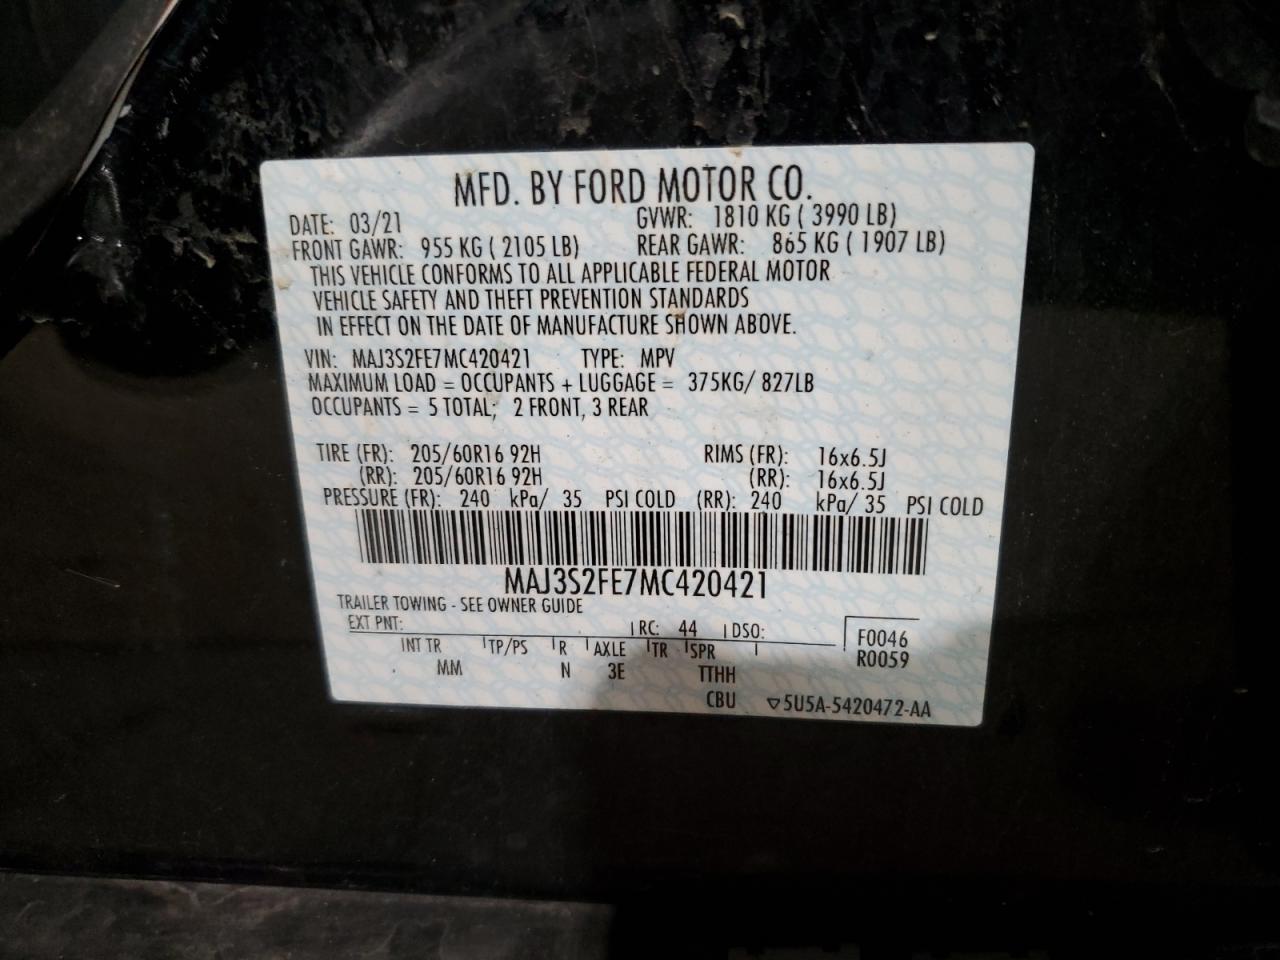 MFD. BY FORD MOTOR CO.
DATE: 03/21 GVWR: 1810 KG ( 3990 LB)
FRONT GAWR: 955 KG ( 2105 LB) REAR GAWR: 865 KG ( 1907 LB)
THIS VEHICLE CONFORMS TO ALL APPLICABLE FEDERAL MOTOR
VEHICLE SAFETY AND THEFT PREVENTION STANDARDS
IN EFFECT ON THE DATE OF MANUFACTURE SHOWN ABOVE.
VIN: MAJ3S2FE7MC420421 TYPE: MPV
MAXIMUM LOAD = OCCUPANTS + LUGGAGE = 375KG/ 827LB
OCCUPANTS = 5 TOTAL; 2 FRONT, 3 REAR
TIRE (FR): 205/60R16 92H RIMS (FR): 16x6.5J
(RR): 205/60R16 92H (RR): 16x6.5J
PRESSURE (FR): 240 kPa/ 35 PSI COLD (RR): 240 kPa/ 35 PSI COLD
MAJ3S2FE7MC420421
TRAILER TOWING - SEE OWNER GUIDE
EXT PNT: RC: 44 DSO: F0046
INT TR TP/PS R AXLE TR SPR R0059
MM N 3E TTHH
CBU ▽5U5A-5420472-AA